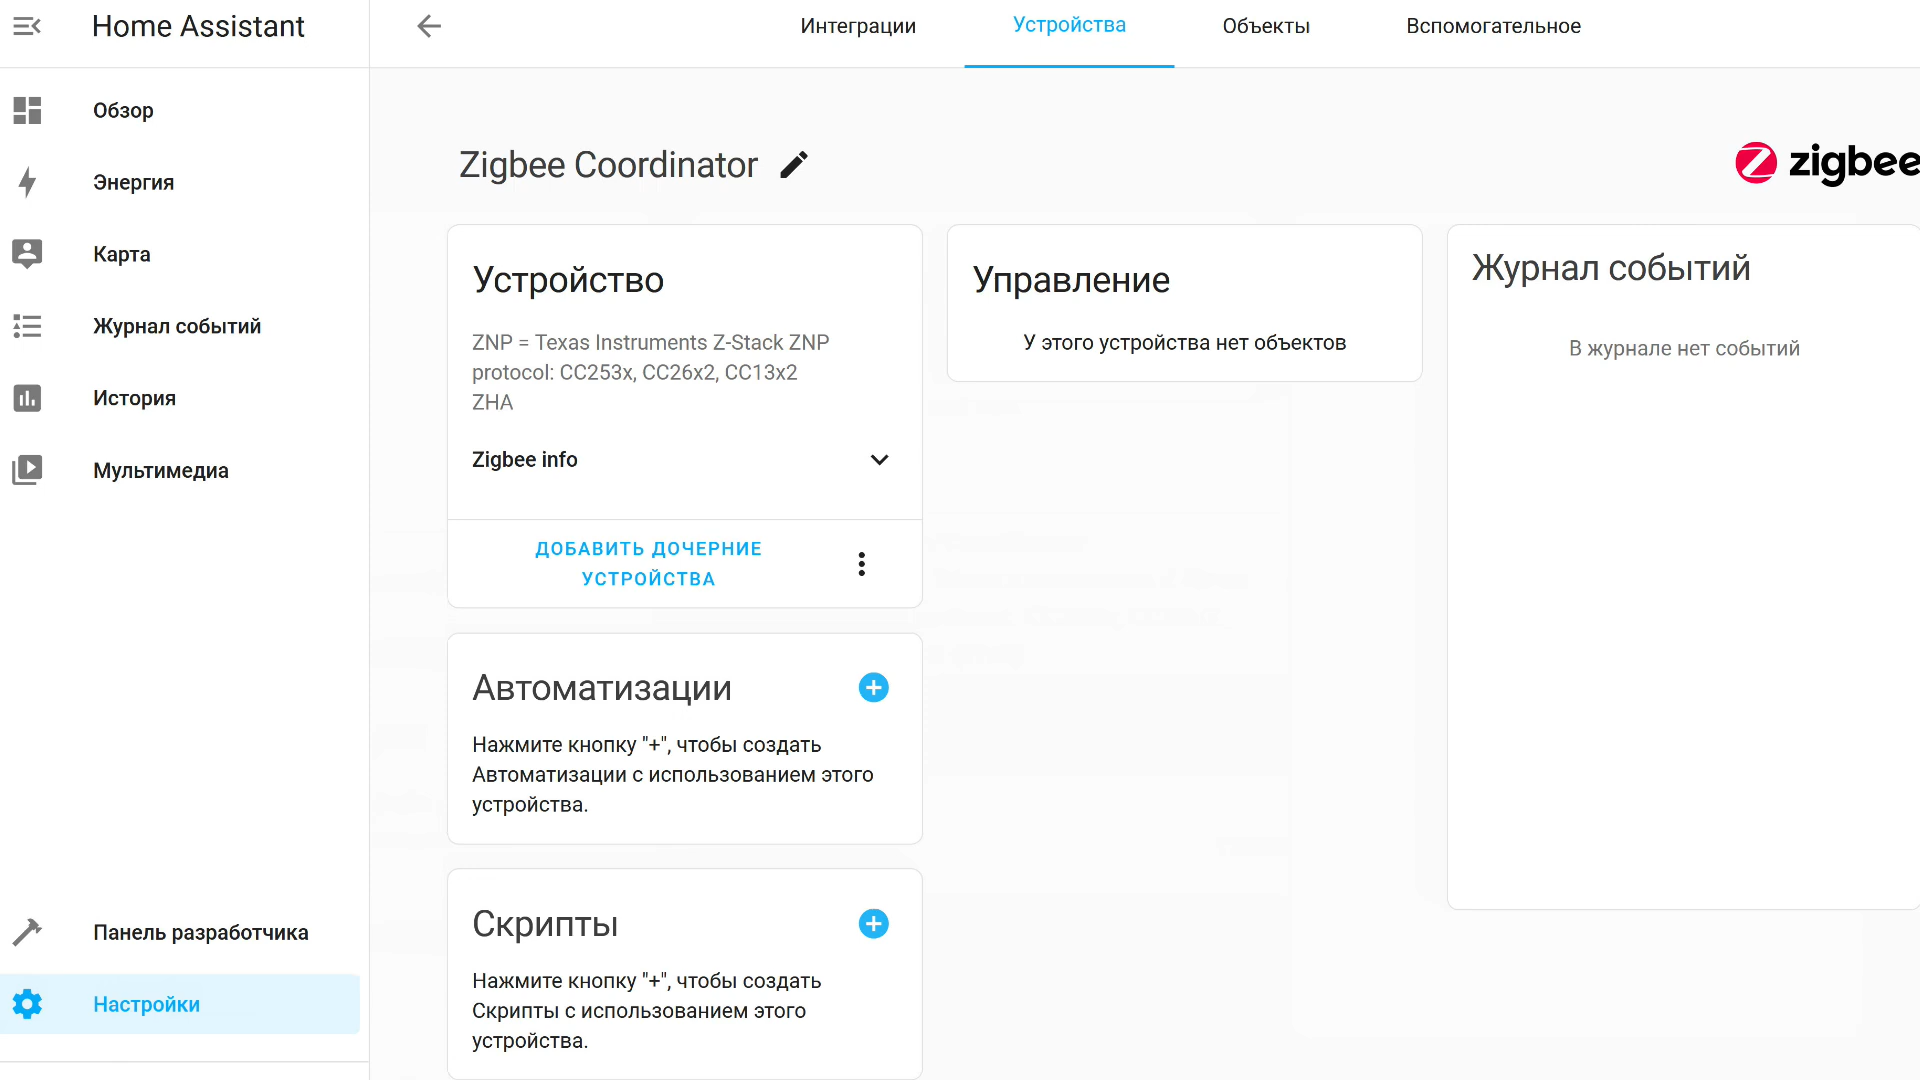 Home Assistant
Интеграции
Устройства
Объекты
Вспомогательное
Обзор
Энергия
Карта
Журнал событий
История
Мультимедиа
Панель разработчика
Настройки
Zigbee Coordinator
zigbee
Устройство
ZNP = Texas Instruments Z-Stack ZNP
protocol: CC253x, CC26x2, CC13x2
ZHA
Zigbee info
ДОБАВИТЬ ДОЧЕРНИЕ
УСТРОЙСТВА
Автоматизации
Нажмите кнопку "+", чтобы создать
Автоматизации с использованием этого
устройства.
Скрипты
Нажмите кнопку "+", чтобы создать
Скрипты с использованием этого
устройства.
Управление
У этого устройства нет объектов
Журнал событий
В журнале нет событий